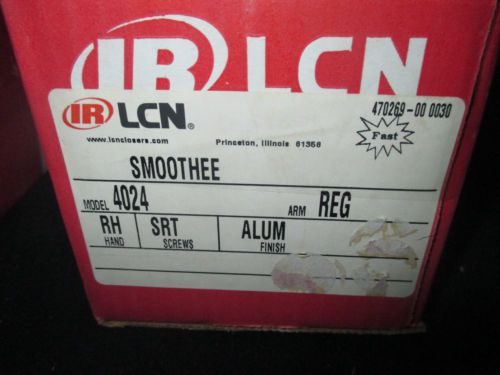 IR LCN
IR LCN®
470269-00 0030
Fast
www.lcnclosers.com Princeton, Illinois 61356
SMOOTHEE
MODEL 4024 ARM REG
RH SRT ALUM
HAND SCREWS FINISH